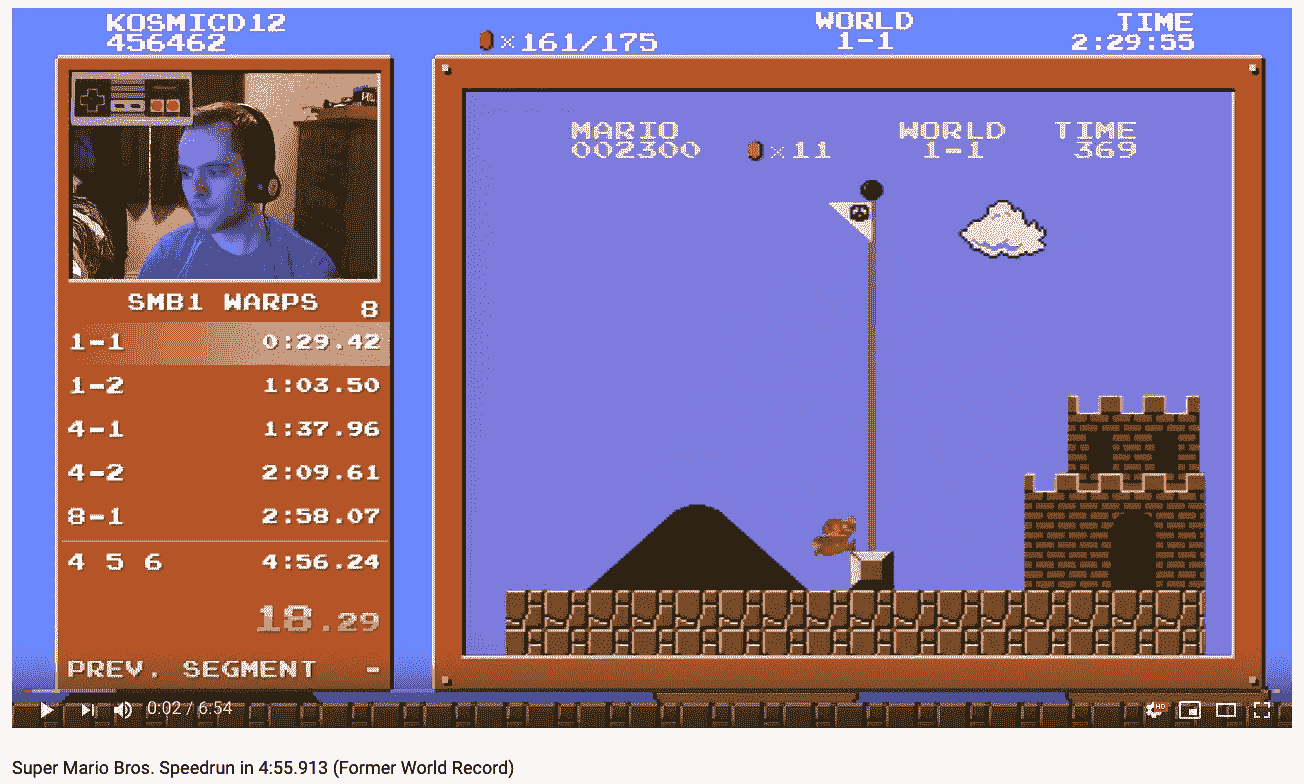 KOSMICD12
456462
×161/175
WORLD
1-1
TIME
2:29:55
MARIO
002300
×11
WORLD
1-1
TIME
369
SMB1 WARPS 8
1-1 0:29.42
1-2 1:03.50
4-1 1:37.96
4-2 2:09.61
8-1 2:58.07
4 5 6 4:56.24
18.29
PREV. SEGMENT -
0:02 / 6:54
HD
Super Mario Bros. Speedrun in 4:55.913 (Former World Record)